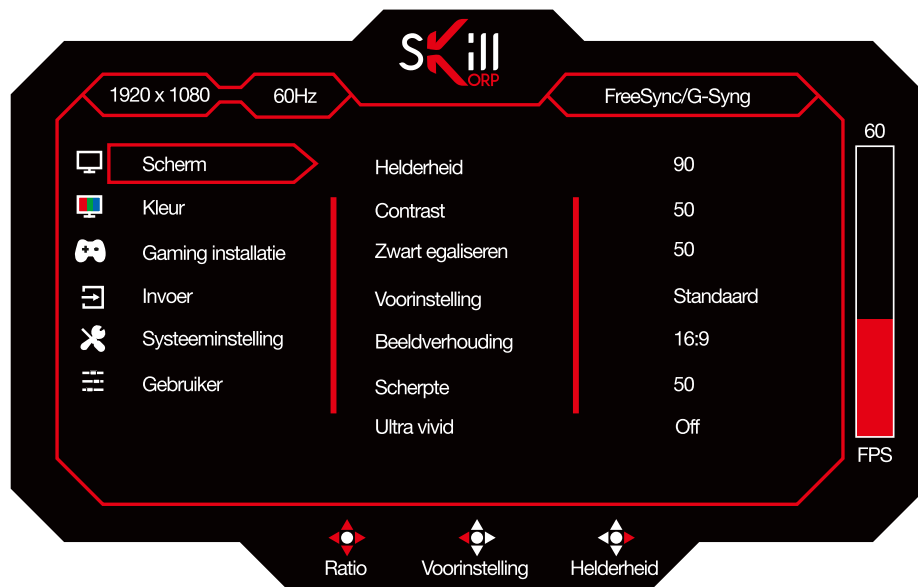 SKill
ORP
1920 x 1080
60Hz
FreeSync/G-Syng
60
Scherm
Helderheid
90
Kleur
Contrast
50
Gaming installatie
Zwart egaliseren
50
Invoer
Voorinstelling
Standaard
Systeeminstelling
Beeldverhouding
16:9
Gebruiker
Scherpte
50
Ultra vivid
Off
FPS
Ratio
Voorinstelling
Helderheid